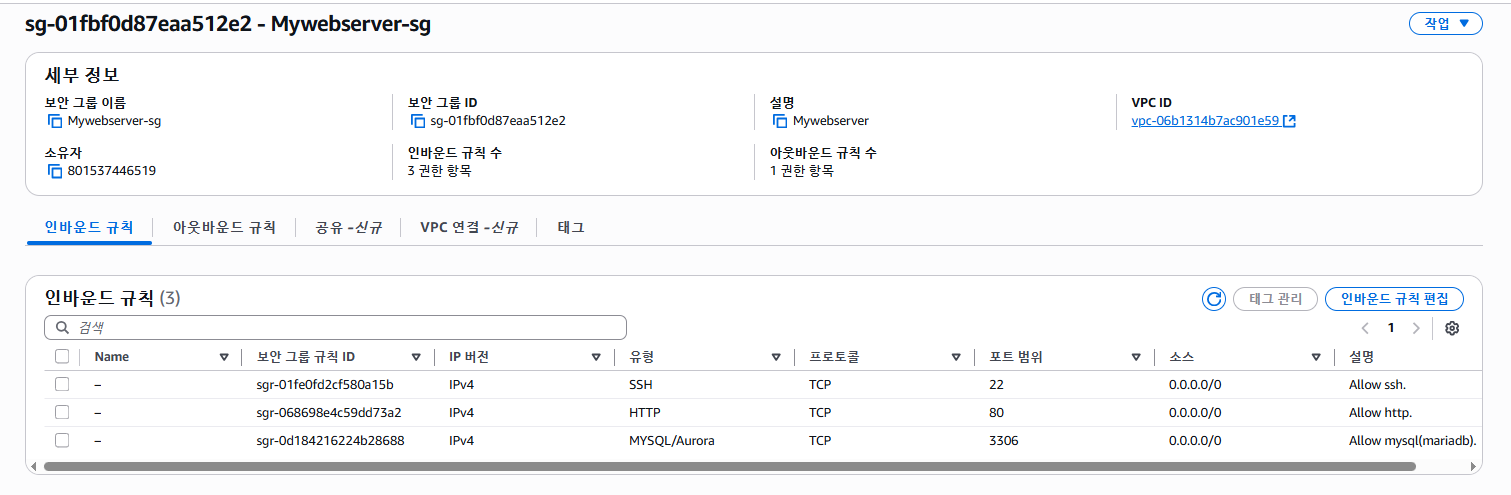 sg-01fbf0d87eaa512e2 - Mywebserver-sg
작업
세부 정보
보안 그룹 이름 보안 그룹 ID 설명 VPC ID
Mywebserver-sg sg-01fbf0d87eaa512e2 Mywebserver vpc-06b1314b7ac901e59
소유자 인바운드 규칙 수 아웃바운드 규칙 수
801537446519 3 권한 항목 1 권한 항목
인바운드 규칙 아웃바운드 규칙 공유 -신규 VPC 연결 -신규 태그
인바운드 규칙 (3) 태그 관리 인바운드 규칙 편집
검색 1
Name 보안 그룹 규칙 ID IP 버전 유형 프로토콜 포트 범위 소스 설명
– sgr-01fe0fd2cf580a15b IPv4 SSH TCP 22 0.0.0.0/0 Allow ssh.
– sgr-068698e4c59dd73a2 IPv4 HTTP TCP 80 0.0.0.0/0 Allow http.
– sgr-0d184216224b28688 IPv4 MYSQL/Aurora TCP 3306 0.0.0.0/0 Allow mysql(mariadb).